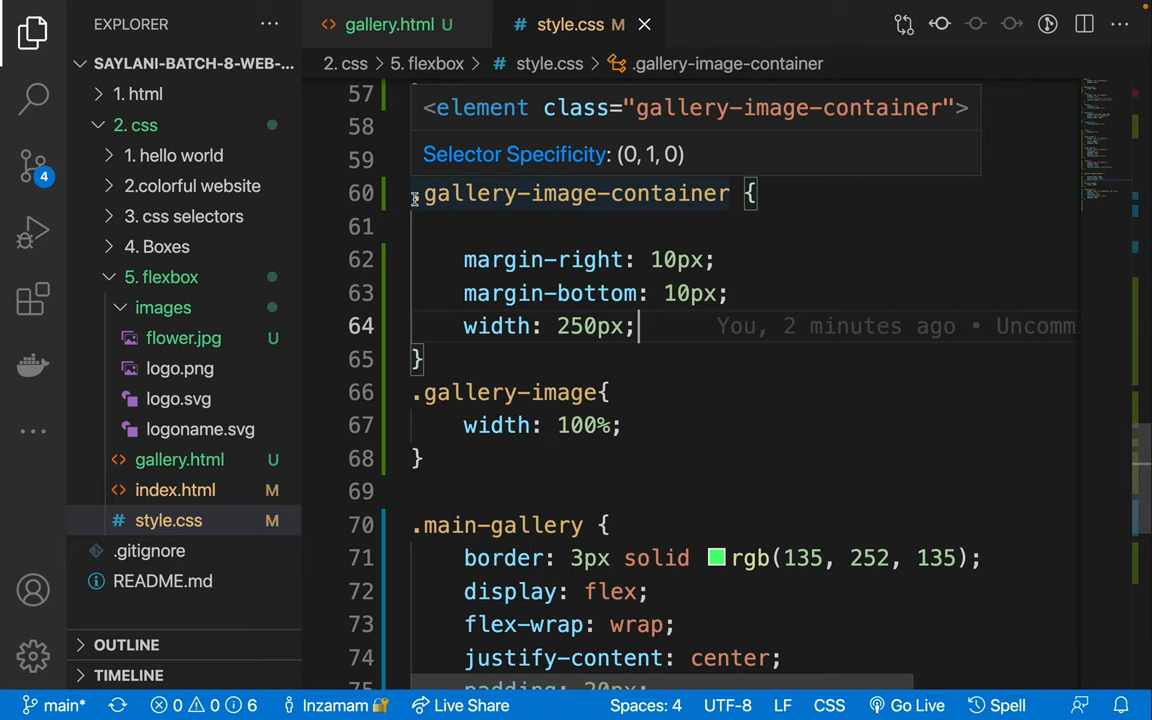 EXPLORER
gallery.html U
style.css M
SAYLANI-BATCH-8-WEB-...
2. css > 5. flexbox > style.css > .gallery-image-container
1. html
2. css
1. hello world
2.colorful website
3. css selectors
4. Boxes
5. flexbox
images
flower.jpg U
logo.png
logo.svg
logoname.svg
gallery.html U
index.html M
style.css M
.gitignore
README.md
OUTLINE
TIMELINE
4
57
<element class="gallery-image-container">
58
Selector Specificity: (0, 1, 0)
59
60 .gallery-image-container {
61
62 margin-right: 10px;
63 margin-bottom: 10px;
64 width: 250px; You, 2 minutes ago • Uncomm
65 }
66 .gallery-image{
67 width: 100%;
68 }
69
70 .main-gallery {
71 border: 3px solid rgb(135, 252, 135);
72 display: flex;
73 flex-wrap: wrap;
74 justify-content: center;
75 padding: 20px;
main* 0 0 6 Inzamam Live Share Spaces: 4 UTF-8 LF CSS Go Live Spell